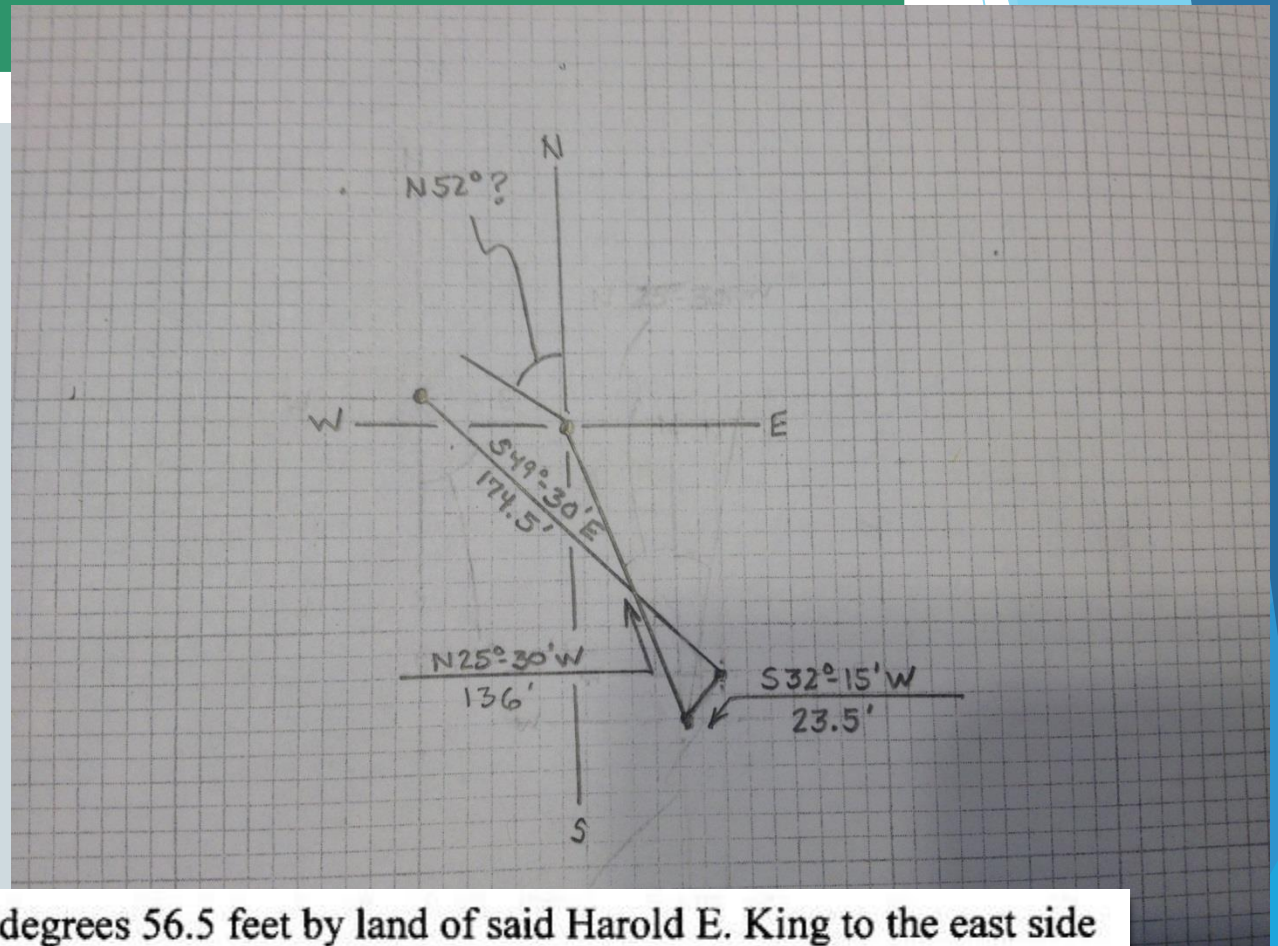 N
N52°?
W
E
S49°-30'E
174.5'
N25°-30'W
136'
S32°-15'W
23.5'
S
degrees 56.5 feet by land of said Harold E. King to the east side